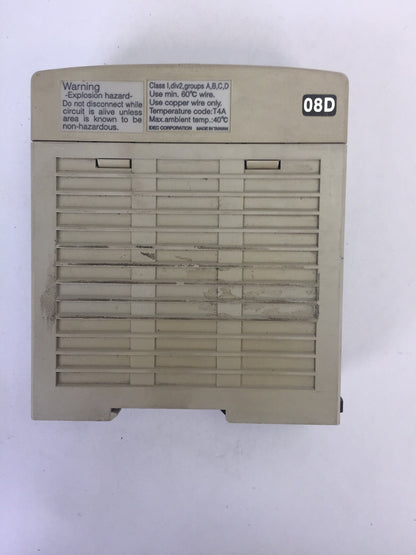 Warning
-Explosion hazard-
Do not disconnect while
circuit is alive unless
area is known to be
non-hazardous.
Class I,div2,groups A,B,C,D
Use min. 60°C wire.
Use copper wire only.
Temperature code:T4A
Max.ambient temp.:40°C
IDEC CORPORATION MADE IN TAIWAN
08D